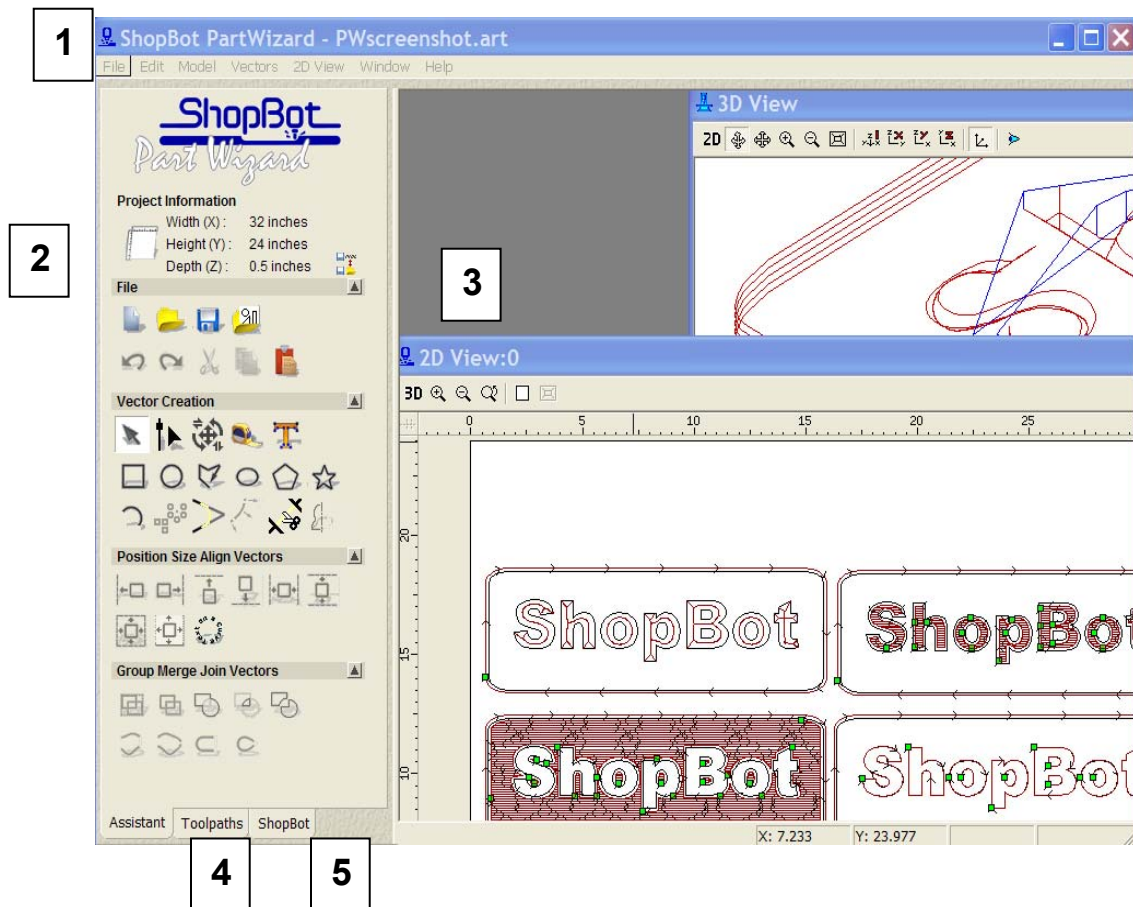 1
ShopBot PartWizard - PWscreenshot.art
File Edit Model Vectors 2D View Window Help
ShopBot
Part Wizard
Project Information
Width (X) : 32 inches
Height (Y) : 24 inches
Depth (Z) : 0.5 inches
2
File
Vector Creation
Position Size Align Vectors
Group Merge Join Vectors
Assistant Toolpaths ShopBot
4
5
3D View
2D
3
2D View:0
3D
0 5 10 15 25
20
15
10
ShopBot
ShopBot
ShopBot
ShopBot
X: 7.233 Y: 23.977